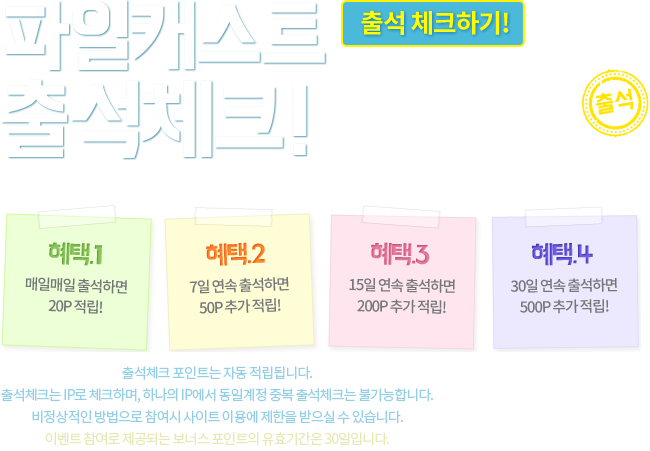 파일캐스트
출석체크!
출석 체크하기!
출석
혜택.1
매일매일 출석하면
20P 적립!
혜택.2
7일 연속 출석하면
50P 추가 적립!
혜택.3
15일 연속 출석하면
200P 추가 적립!
혜택.4
30일 연속 출석하면
500P 추가 적립!
출석체크 포인트는 자동 적립됩니다.
출석체크는 IP로 체크하며, 하나의 IP에서 동일계정 중복 출석체크는 불가능합니다.
비정상적인 방법으로 참여시 사이트 이용에 제한을 받으실 수 있습니다.
이벤트 참여로 제공되는 보너스 포인트의 유효기간은 30일입니다.